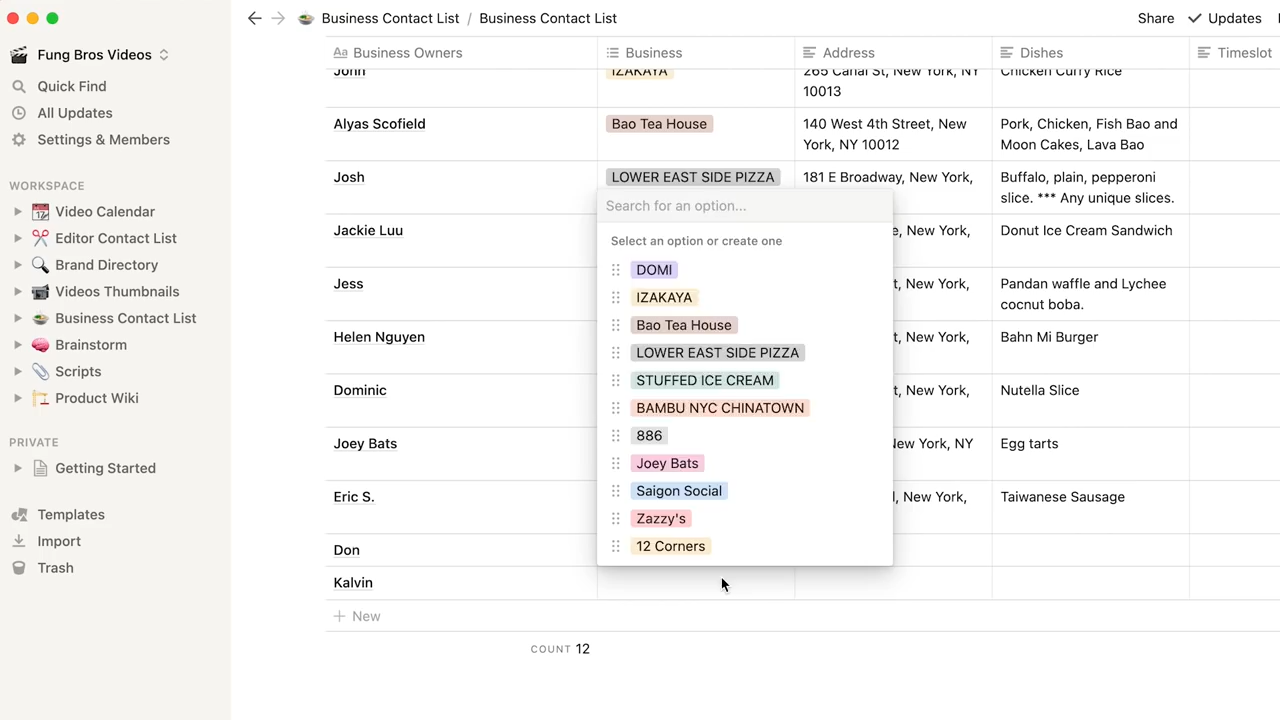 Business Contact List / Business Contact List
Share
Updates
Fung Bros Videos
Quick Find
All Updates
Settings & Members
WORKSPACE
Video Calendar
Editor Contact List
Brand Directory
Videos Thumbnails
Business Contact List
Brainstorm
Scripts
Product Wiki
PRIVATE
Getting Started
Templates
Import
Trash
Aa Business Owners
Business
Address
Dishes
Timeslot
John
IZAKAYA
265 Canal St, New York, NY
10013
Chicken Curry Rice
Alyas Scofield
Bao Tea House
140 West 4th Street, New
York, NY 10012
Pork, Chicken, Fish Bao and
Moon Cakes, Lava Bao
Josh
LOWER EAST SIDE PIZZA
181 E Broadway, New York,
Buffalo, plain, pepperoni
slice. *** Any unique slices.
Jackie Luu
New York,
Donut Ice Cream Sandwich
Jess
New York,
Pandan waffle and Lychee
cocnut boba.
Helen Nguyen
New York,
Bahn Mi Burger
Dominic
New York,
Nutella Slice
Joey Bats
New York, NY
Egg tarts
Eric S.
New York,
Taiwanese Sausage
Don
Kalvin
+ New
COUNT 12
Search for an option...
Select an option or create one
DOMI
IZAKAYA
Bao Tea House
LOWER EAST SIDE PIZZA
STUFFED ICE CREAM
BAMBU NYC CHINATOWN
886
Joey Bats
Saigon Social
Zazzy's
12 Corners